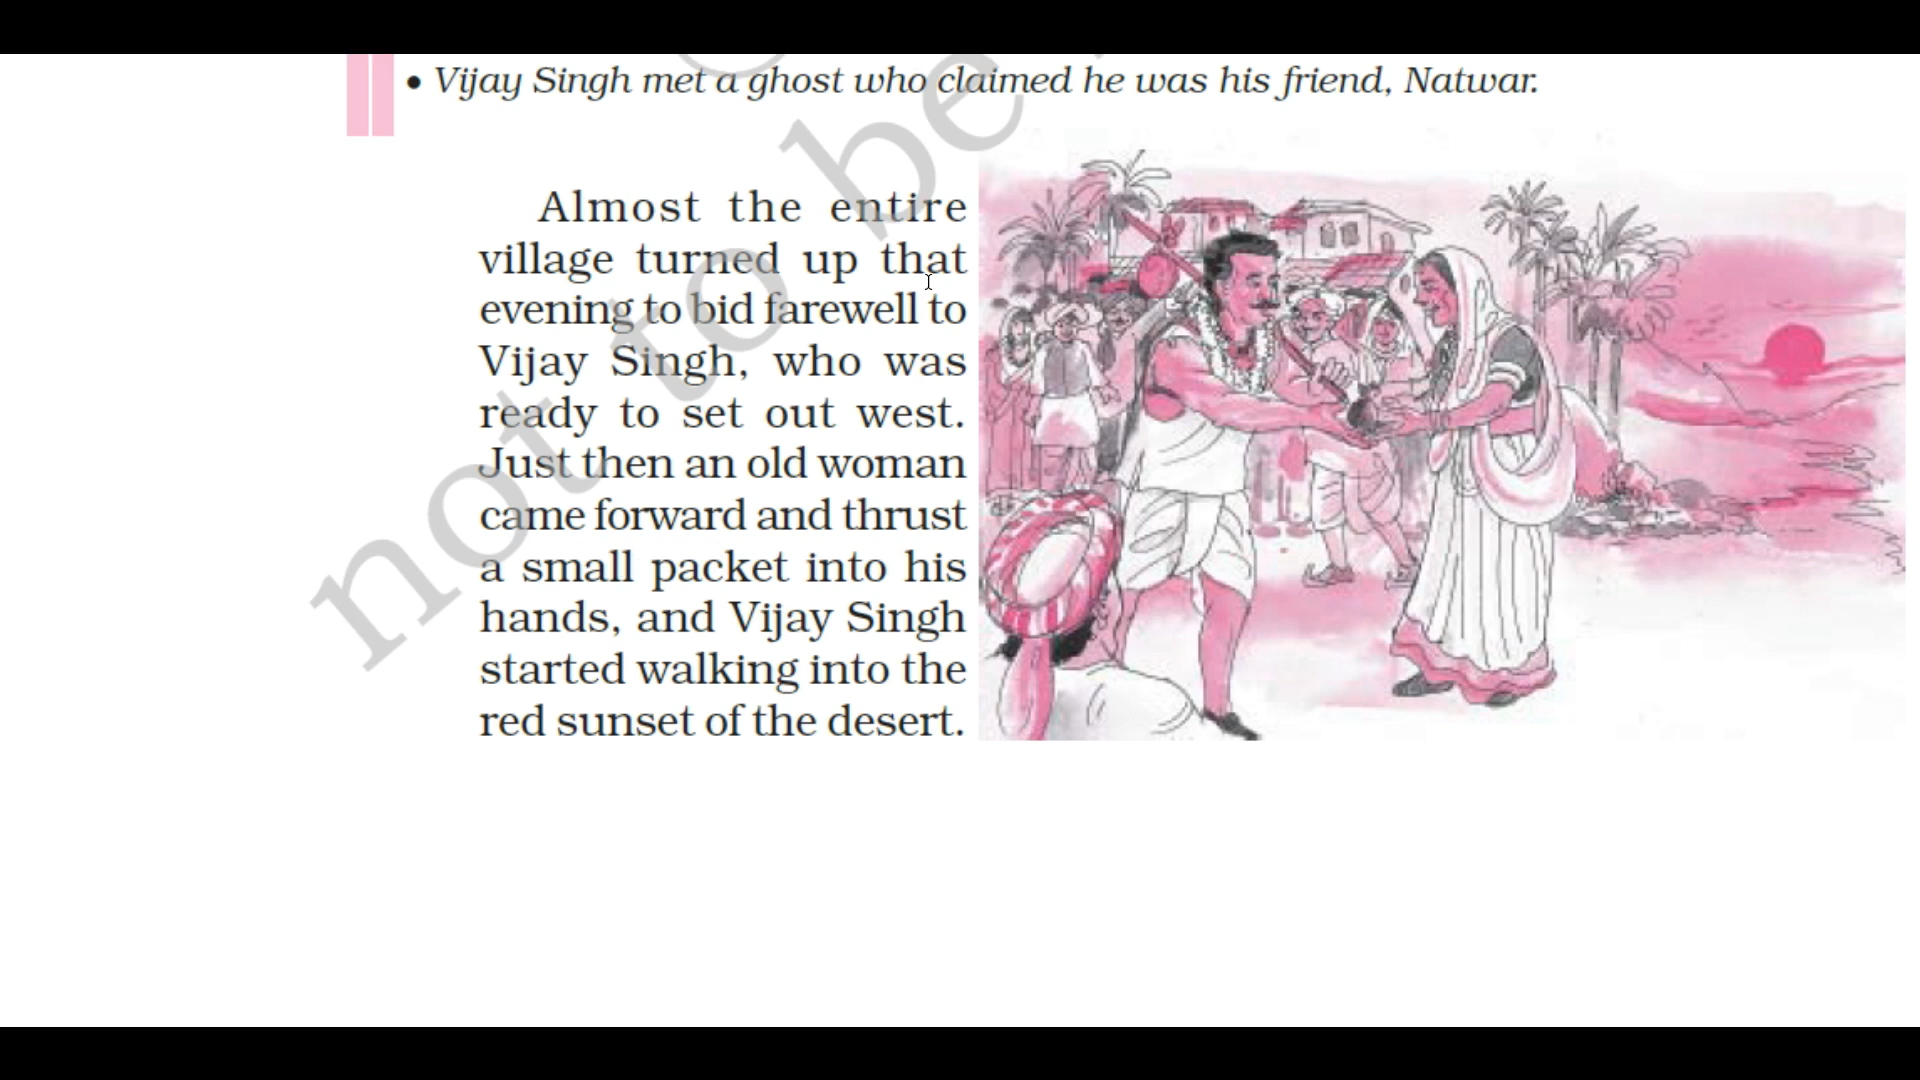 • Vijay Singh met a ghost who claimed he was his friend, Natwar.
Almost the entire
village turned up that
evening to bid farewell to
Vijay Singh, who was
ready to set out west.
Just then an old woman
came forward and thrust
a small packet into his
hands, and Vijay Singh
started walking into the
red sunset of the desert.
not to be